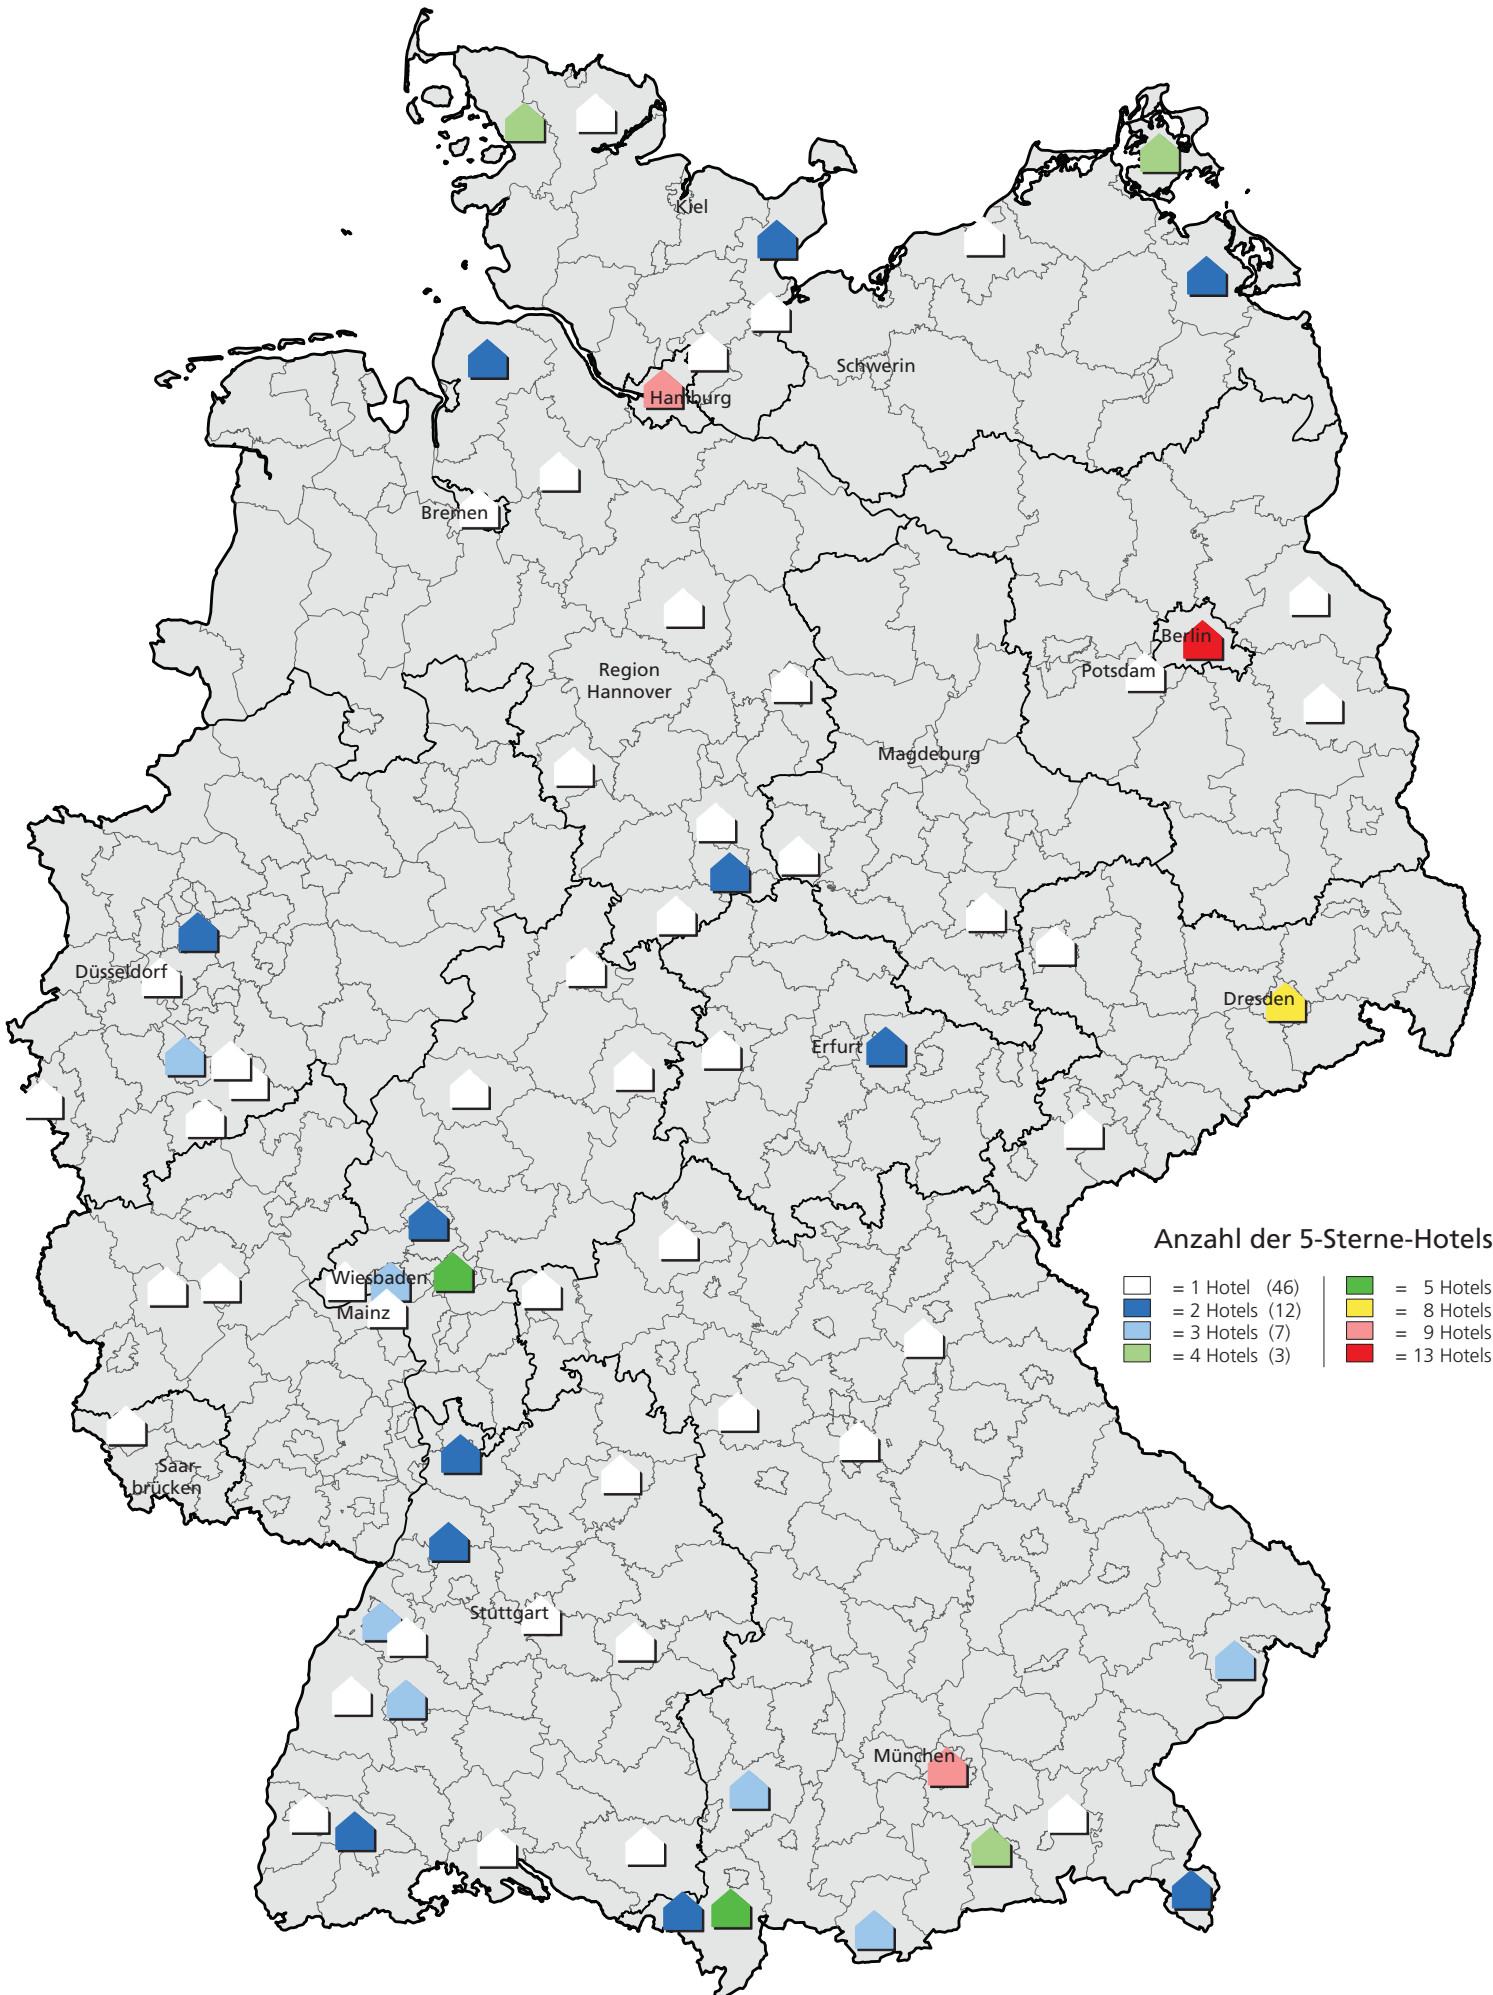 Kiel
Schwerin
Hamburg
Bremen
Berlin
Region
Hannover
Potsdam
Magdeburg
Düsseldorf
Dresden
Erfurt
Wiesbaden
Mainz
Saar-
brücken
Stuttgart
München
Anzahl der 5-Sterne-Hotels
= 1 Hotel (46)
= 2 Hotels (12)
= 3 Hotels (7)
= 4 Hotels (3)
= 5 Hotels
= 8 Hotels
= 9 Hotels
= 13 Hotels